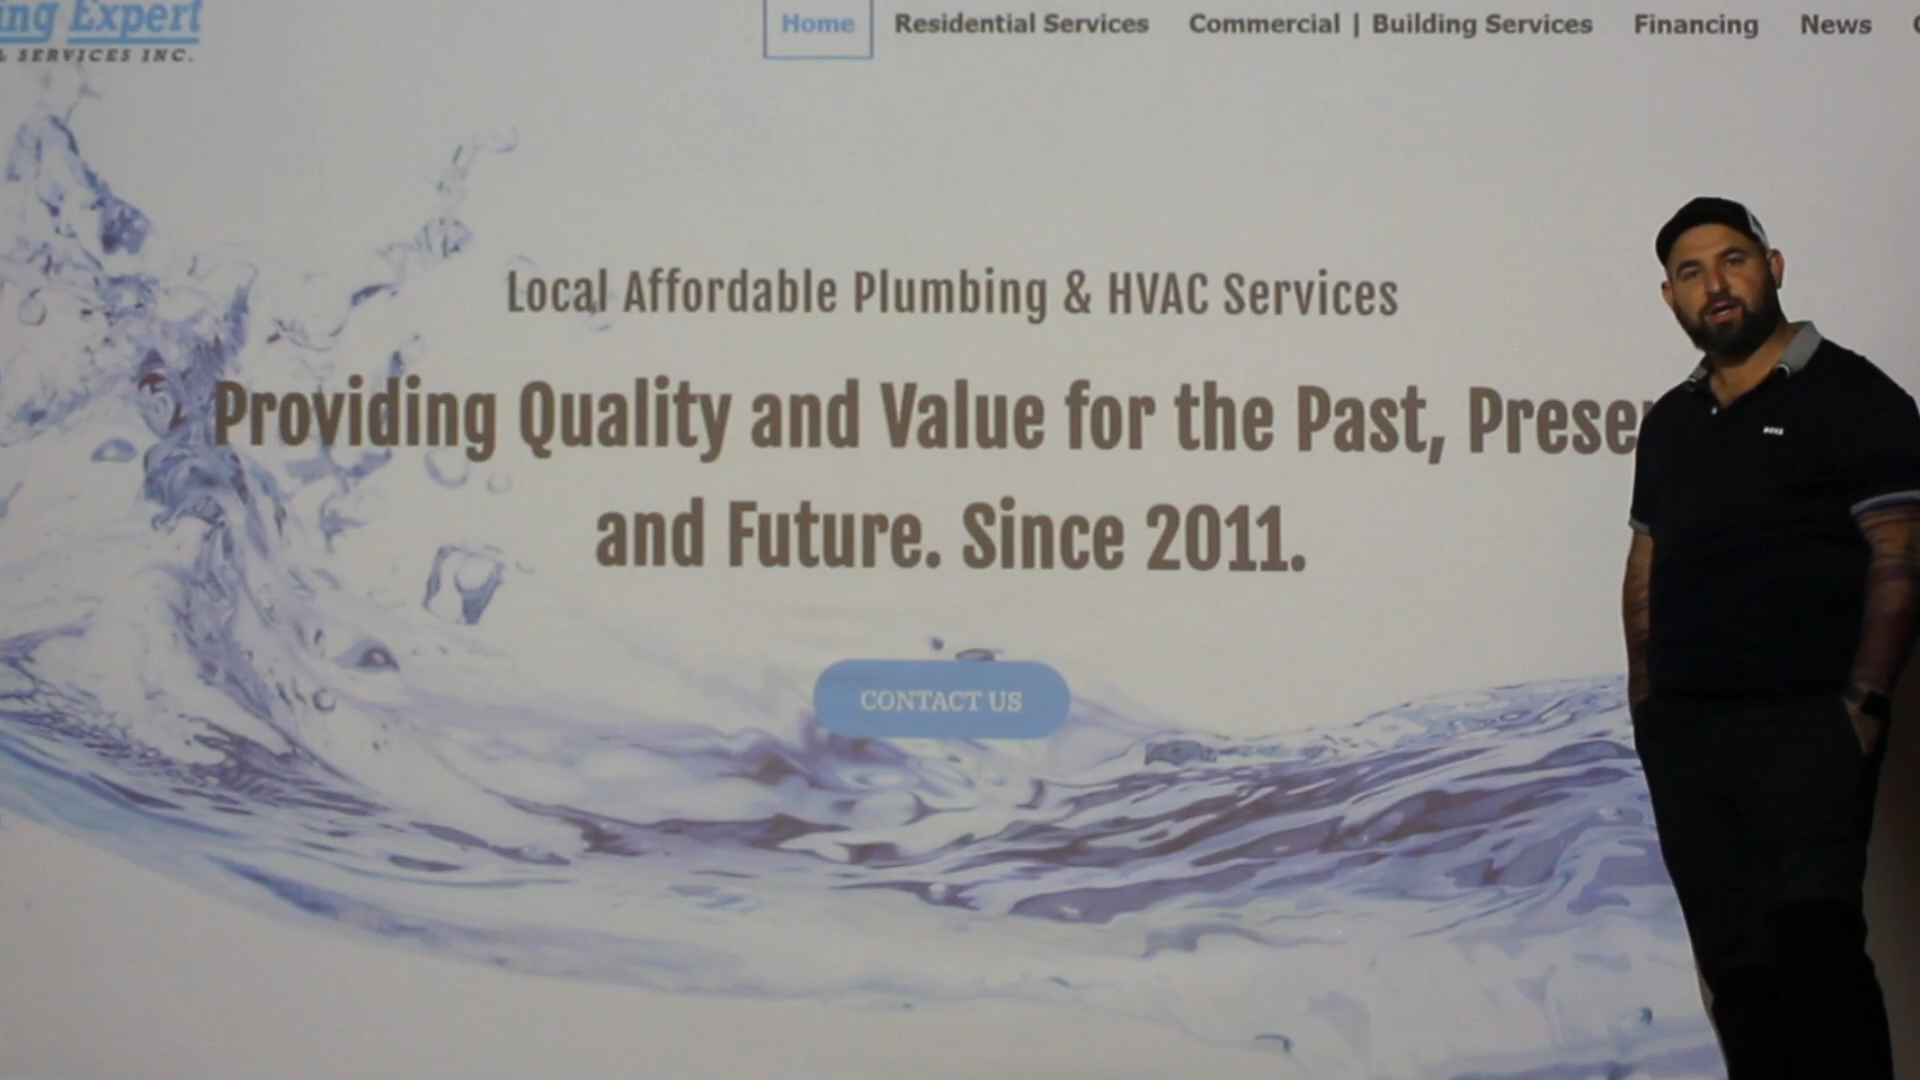 ing Expert
& SERVICES INC.
Home Residential Services Commercial | Building Services Financing News
Local Affordable Plumbing & HVAC Services
Providing Quality and Value for the Past, Prese
and Future. Since 2011.
CONTACT US
BOSS